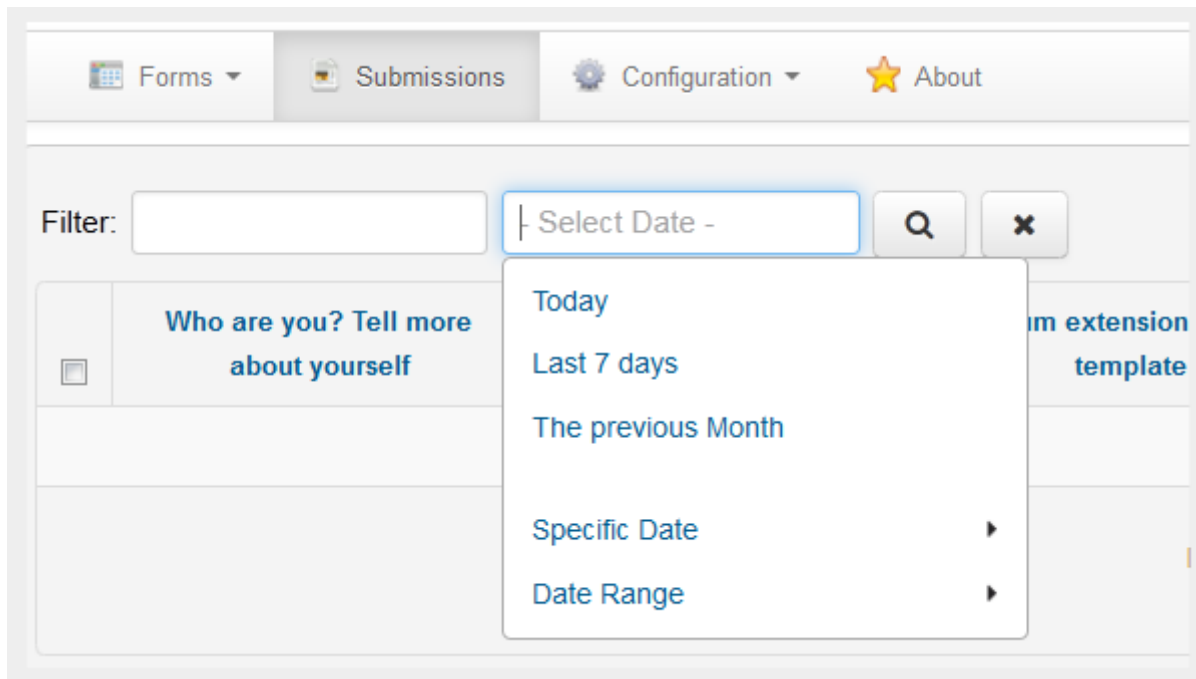 Forms Submissions Configuration About
Filter: - Select Date -
Today
Last 7 days
The previous Month
Specific Date
Date Range
Who are you? Tell more
about yourself
extension
template